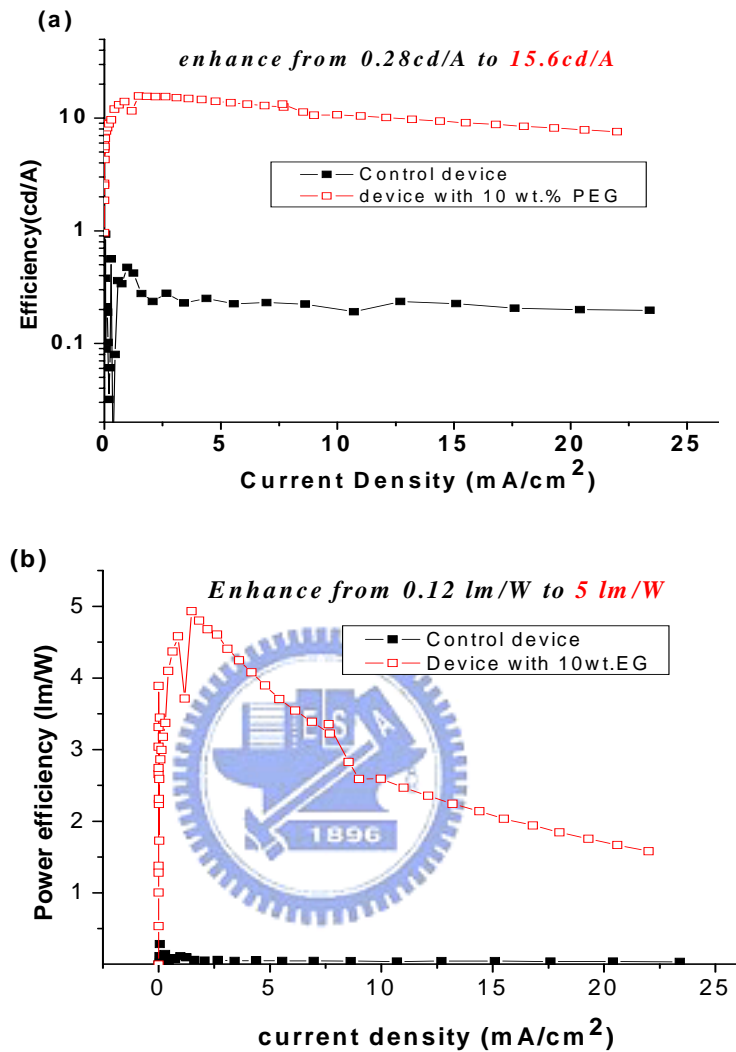 (a)
enhance from 0.28cd/A to 15.6cd/A
Efficiency(cd/A)
10
1
0.1
Control device
device with 10 wt.% PEG
0 5 10 15 20 25
Current Density (mA/cm²)
(b)
Enhance from 0.12 lm/W to 5 lm/W
Power efficiency (lm/W)
5
4
3
2
1
Control device
Device with 10wt.EG
E S A
1896
0 5 10 15 20 25
current density (mA/cm²)